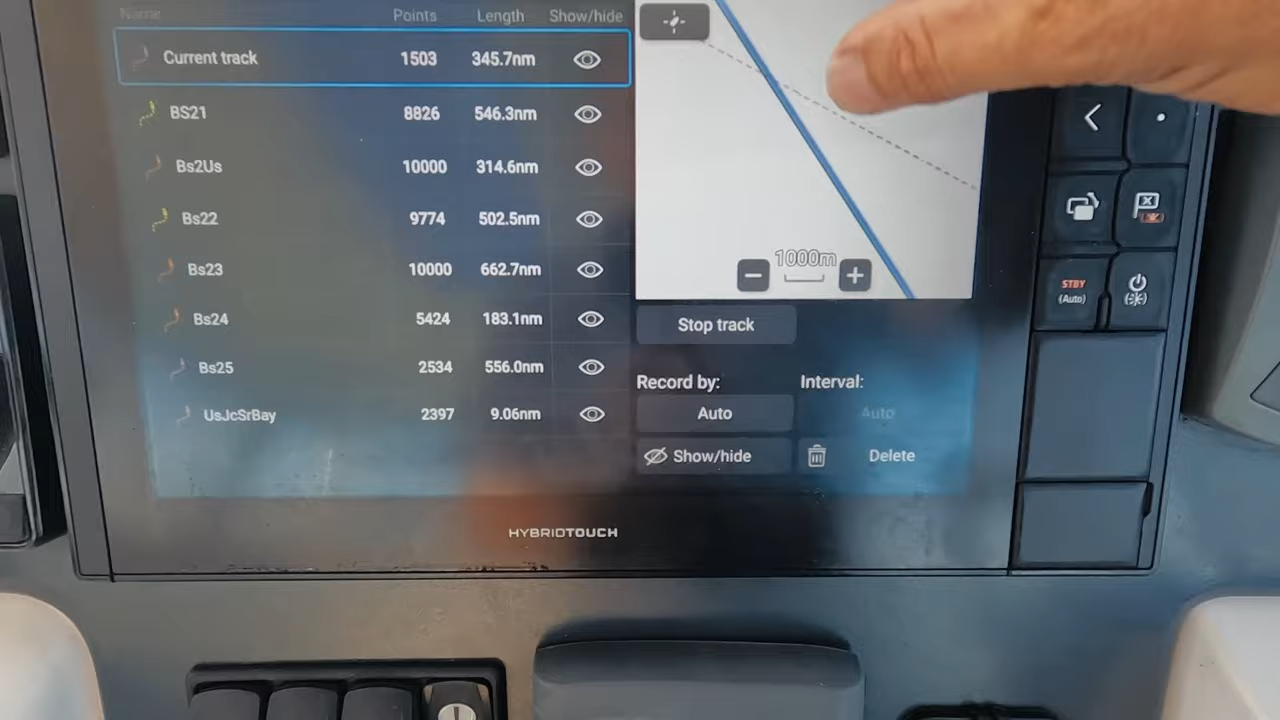 Name Points Length Show/hide
Current track 1503 345.7nm
BS21 8826 546.3nm
Bs2Us 10000 314.6nm
Bs22 9774 502.5nm
Bs23 10000 662.7nm
Bs24 5424 183.1nm
Bs25 2534 556.0nm
UsJcSrBay 2397 9.06nm
1000m
Stop track
Record by: Interval:
Auto Auto
Show/hide Delete
STBY
(Auto)
HYBRIDTOUCH